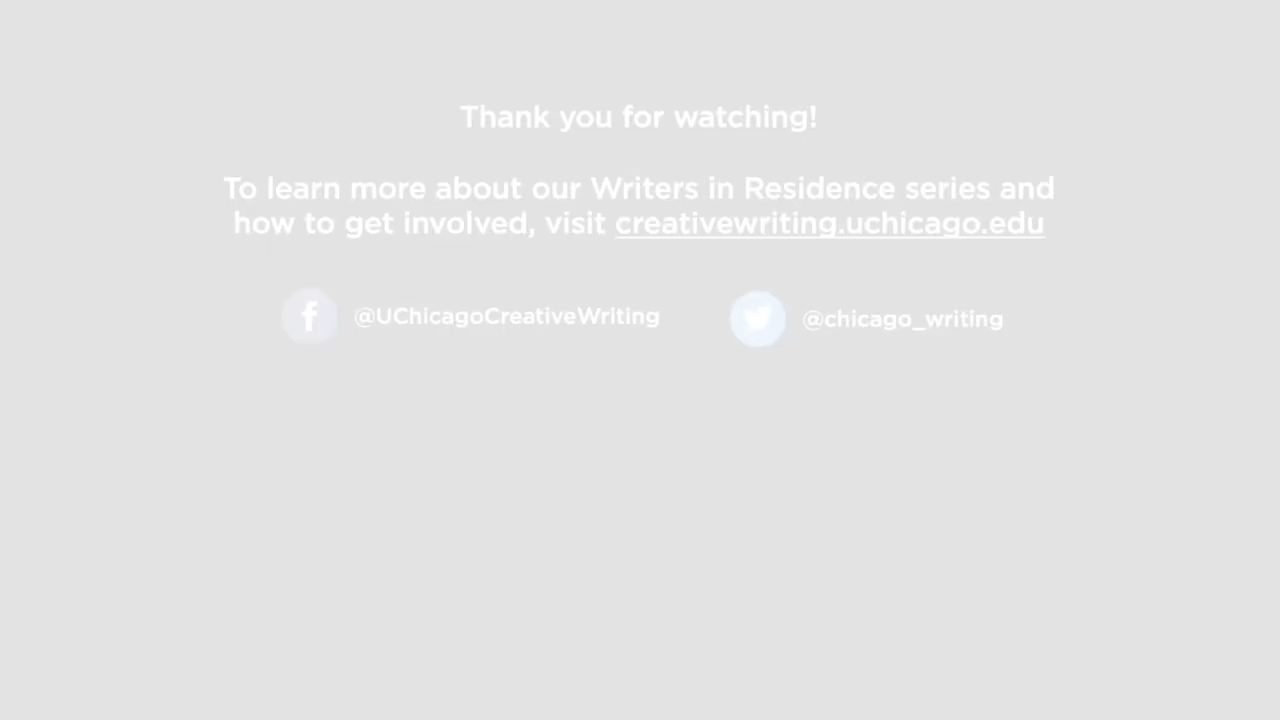 Thank you for watching!
To learn more about our Writers in Residence series and
how to get involved, visit creativewriting.uchicago.edu
@UChicagoCreativeWriting
@chicago_writing